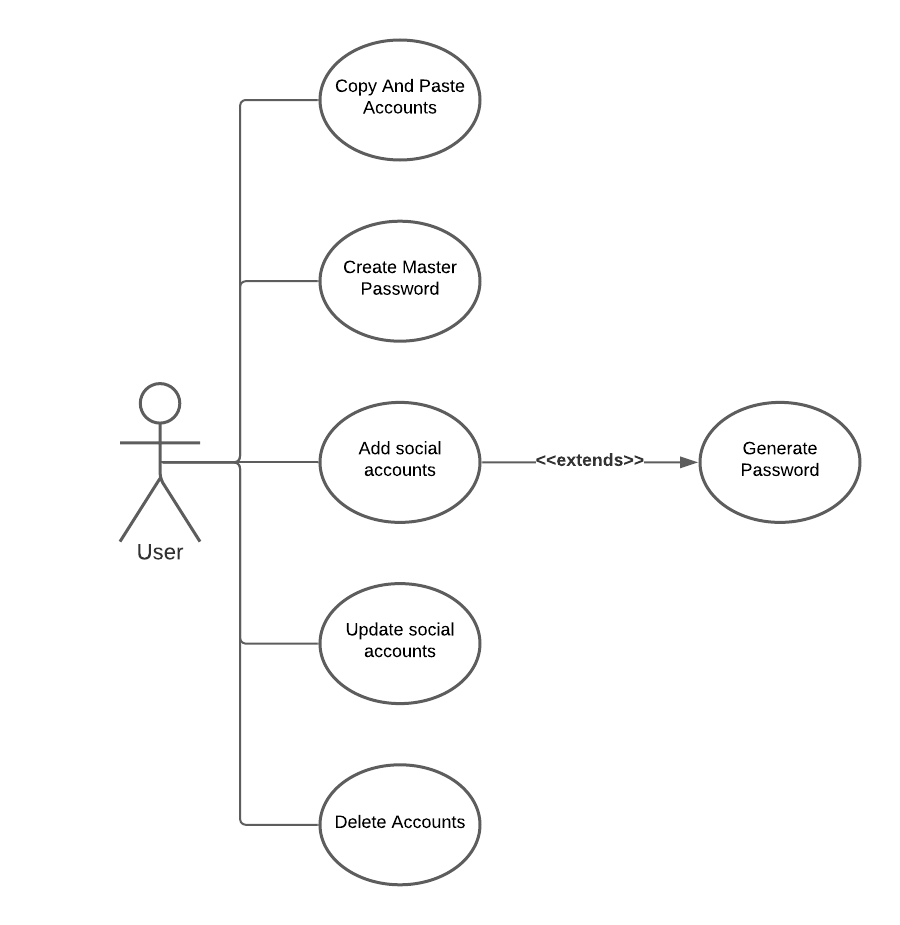 Copy And Paste
Accounts
Create Master
Password
Add social
accounts
<<extends>>
Generate
Password
User
Update social
accounts
Delete Accounts